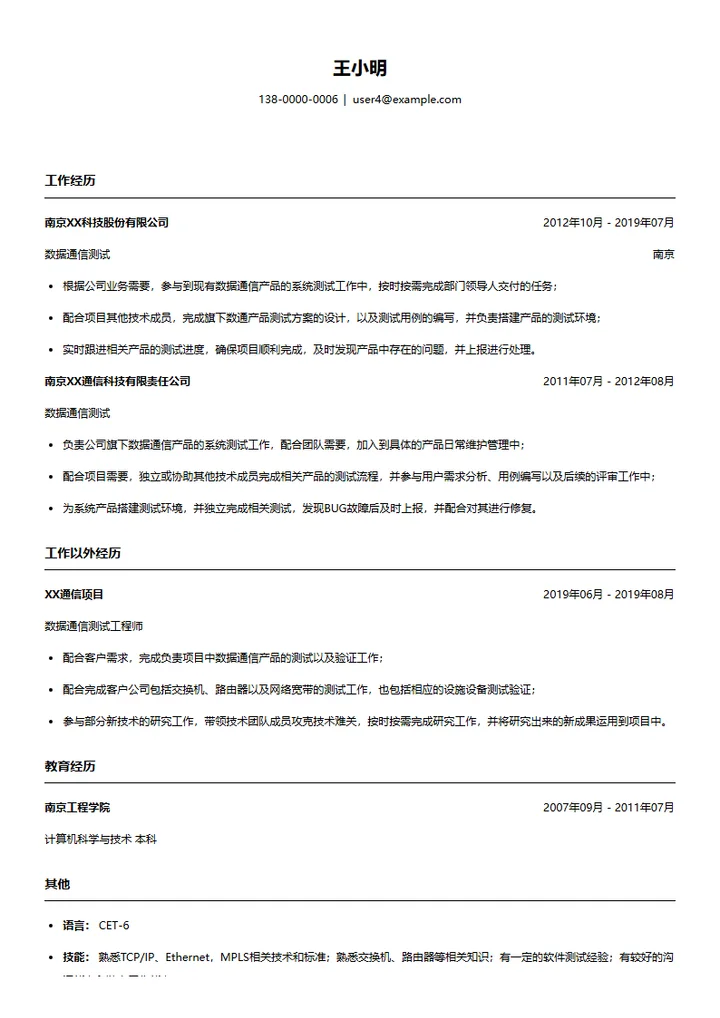 王小明
138-0000-0006 | user4@example.com
工作经历
南京XX科技股份有限公司 2012年10月 - 2019年07月
数据通信测试 南京
• 根据公司业务需要，参与到现有数据通信产品的系统测试工作中，按时按需完成部门领导人交付的任务；
• 配合项目其他技术成员，完成旗下数通产品测试方案的设计，以及测试用例的编写，并负责搭建产品的测试环境；
• 实时跟进相关产品的测试进度，确保项目顺利完成，及时发现产品中存在的问题，并上报进行处理。
南京XX通信科技有限责任公司 2011年07月 - 2012年08月
数据通信测试
• 负责公司旗下数据通信产品的系统测试工作，配合团队需要，加入到具体的产品日常维护管理中；
• 配合项目需要，独立或协助其他技术成员完成相关产品的测试流程，并参与用户需求分析、用例编写以及后续的评审工作中；
• 为系统产品搭建测试环境，并独立完成相关测试，发现BUG故障后及时上报，并配合对其进行修复。
工作以外经历
XX通信项目 2019年06月 - 2019年08月
数据通信测试工程师
• 配合客户需求，完成负责项目中数据通信产品的测试以及验证工作；
• 配合完成客户公司包括交换机、路由器以及网络宽带的测试工作，也包括相应的设施设备测试验证；
• 参与部分新技术的研究工作，带领技术团队成员攻克技术难关，按时按需完成研究工作，并将研究出来的新成果运用到项目中。
教育经历
南京工程学院 2007年09月 - 2011年07月
计算机科学与技术 本科
其他
• 语言： CET-6
• 技能： 熟悉TCP/IP、Ethernet，MPLS相关技术和标准；熟悉交换机、路由器等相关知识；有一定的软件测试经验；有较好的沟